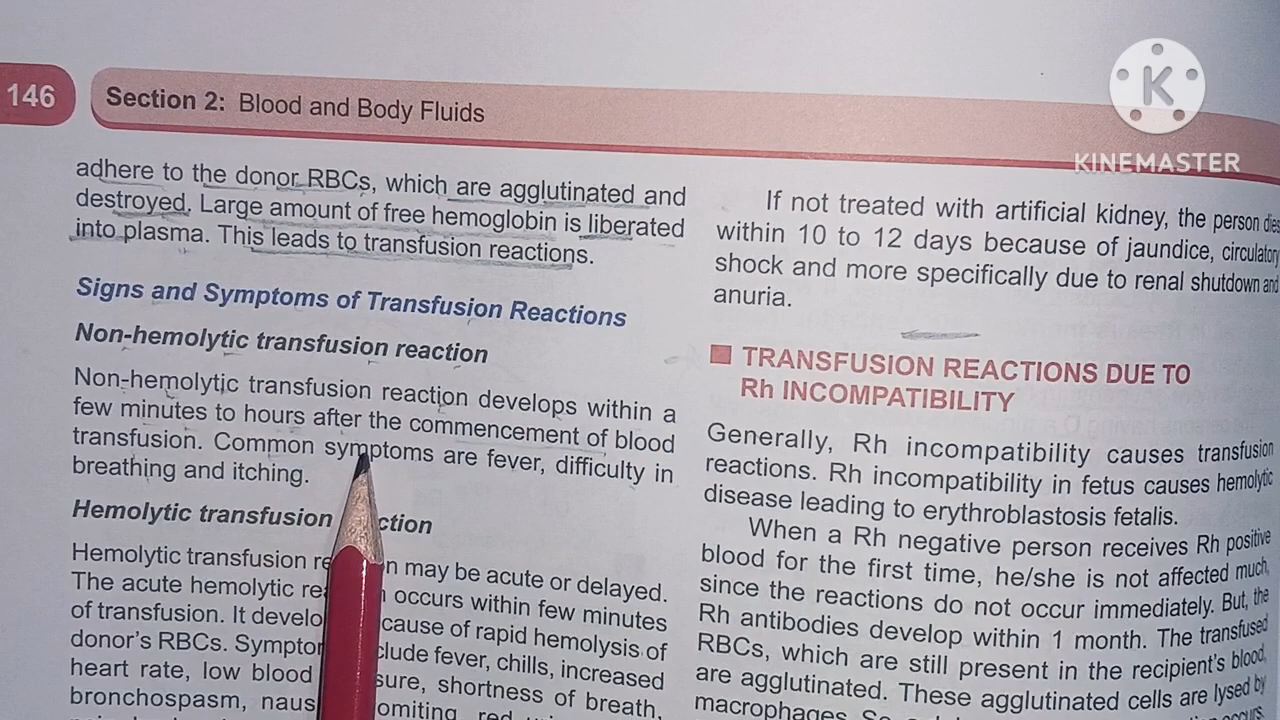 146
Section 2: Blood and Body Fluids
adhere to the donor RBCs, which are agglutinated and
destroyed. Large amount of free hemoglobin is liberated
into plasma. This leads to transfusion reactions.
Signs and Symptoms of Transfusion Reactions
Non-hemolytic transfusion reaction
Non-hemolytic transfusion reaction develops within a
few minutes to hours after the commencement of blood
transfusion. Common symptoms are fever, difficulty in
breathing and itching.
Hemolytic transfusion ction
Hemolytic transfusion re n may be acute or delayed.
The acute hemolytic rea occurs within few minutes
of transfusion. It develo cause of rapid hemolysis of
donor's RBCs. Sympto clude fever, chills, increased
heart rate, low blood sure, shortness of breath,
bronchospasm, naus omiting, red
If not treated with artificial kidney, the person dies
within 10 to 12 days because of jaundice, circulatory
shock and more specifically due to renal shutdown and
anuria.
TRANSFUSION REACTIONS DUE TO
Rh INCOMPATIBILITY
Generally, Rh incompatibility causes transfusion
reactions. Rh incompatibility in fetus causes hemolytic
disease leading to erythroblastosis fetalis.
When a Rh negative person receives Rh positive
blood for the first time, he/she is not affected much,
since the reactions do not occur immediately. But, the
Rh antibodies develop within 1 month. The transfused
RBCs, which are still present in the recipient's blood,
are agglutinated. These agglutinated cells are lysed by
macrophages. So
K
KINEMASTER